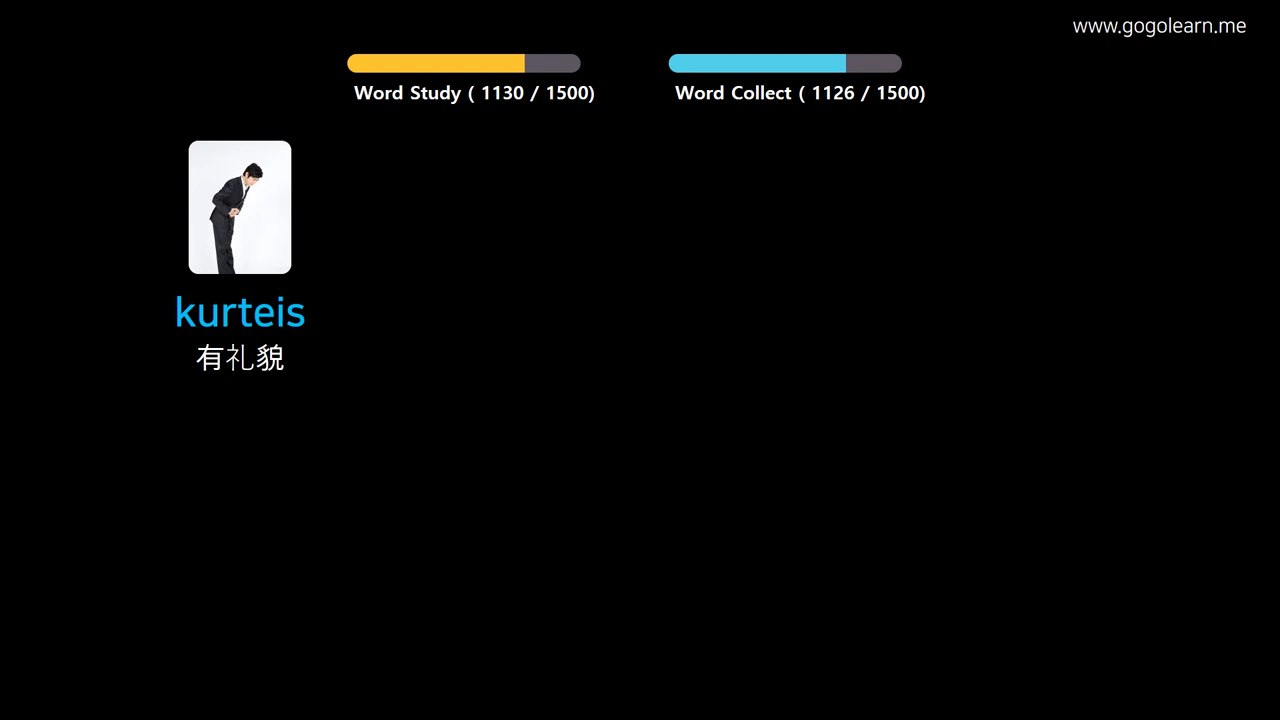 www.gogolearn.me
Word Study ( 1130 / 1500)
Word Collect ( 1126 / 1500)
kurteis
有礼貌